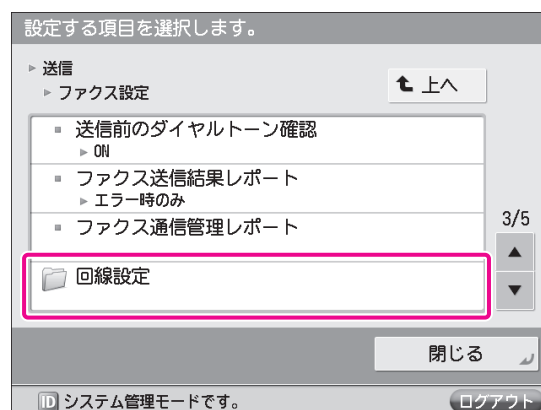 設定する項目を選択します。
送信
ファクス設定
上へ
送信前のダイヤルトーン確認
ON
ファクス送信結果レポート
エラー時のみ
ファクス通信管理レポート
3/5
回線設定
閉じる
ID システム管理モードです。
ログアウト